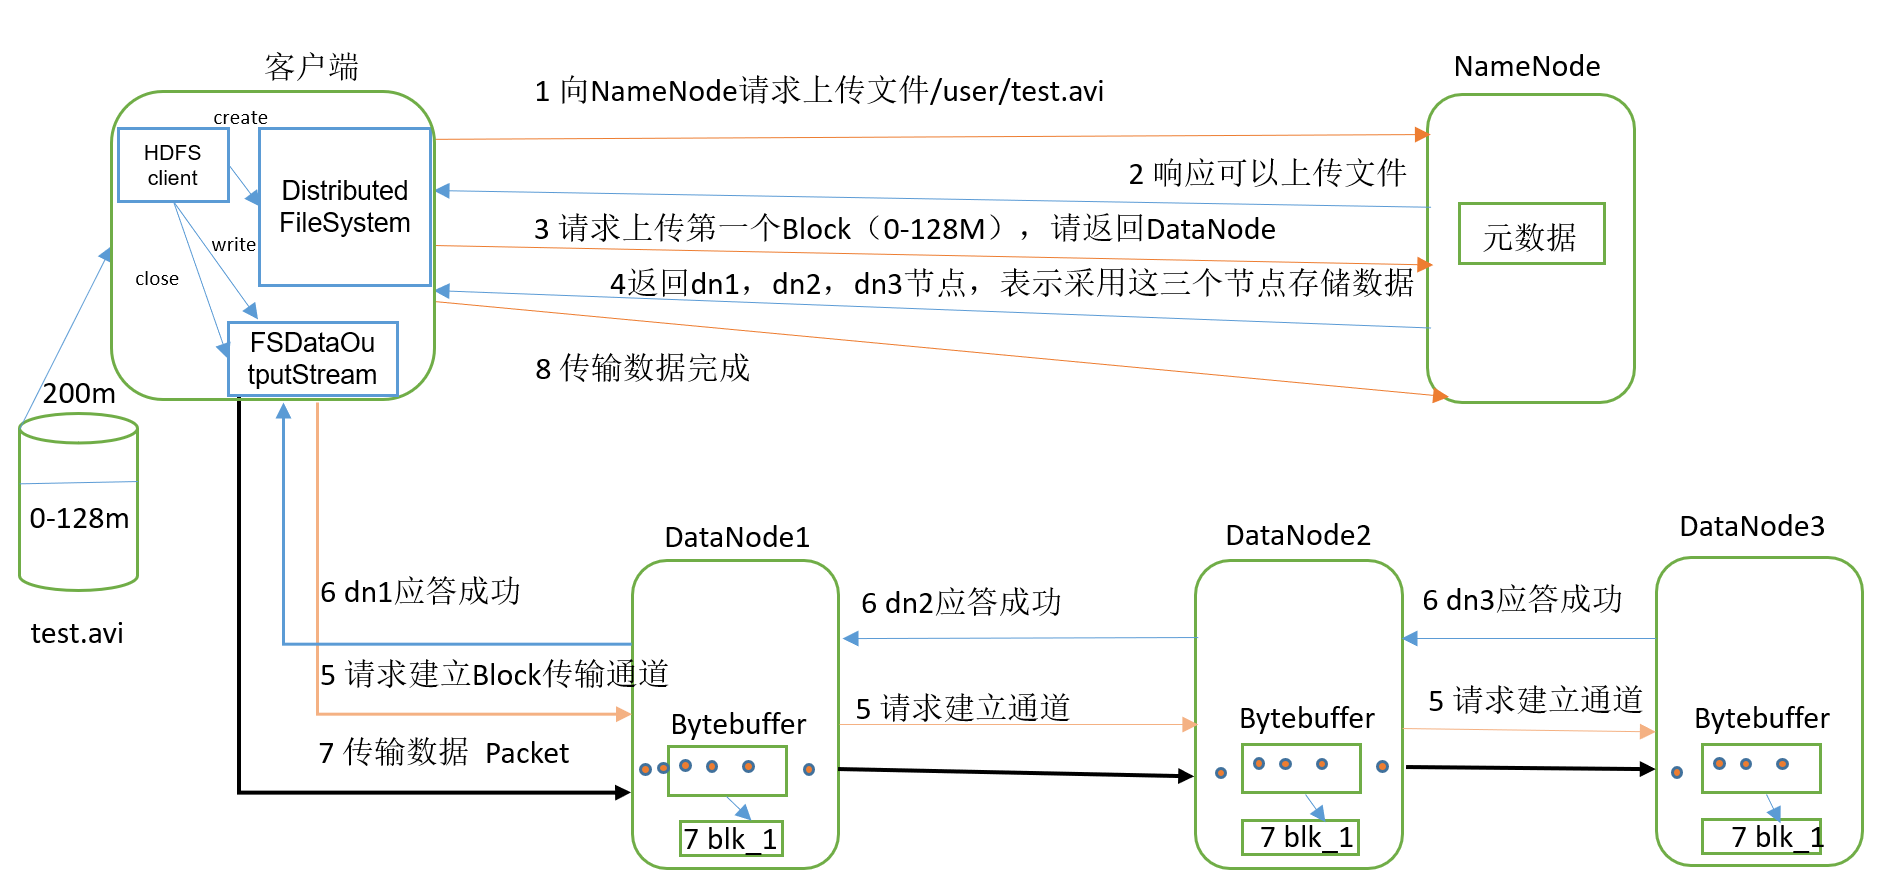 客户端
NameNode
1 向NameNode请求上传文件/user/test.avi
create
HDFS
client
Distributed
FileSystem
2 响应可以上传文件
write
3 请求上传第一个Block（0-128M），请返回DataNode
元数据
close
4返回dn1，dn2，dn3节点，表示采用这三个节点存储数据
FSDataOu
tputStream
8 传输数据完成
200m
0-128m
test.avi
DataNode1
DataNode2
DataNode3
6 dn1应答成功
6 dn2应答成功
6 dn3应答成功
5 请求建立Block传输通道
5 请求建立通道
5 请求建立通道
7 传输数据 Packet
Bytebuffer
Bytebuffer
Bytebuffer
7 blk_1
7 blk_1
7 blk_1